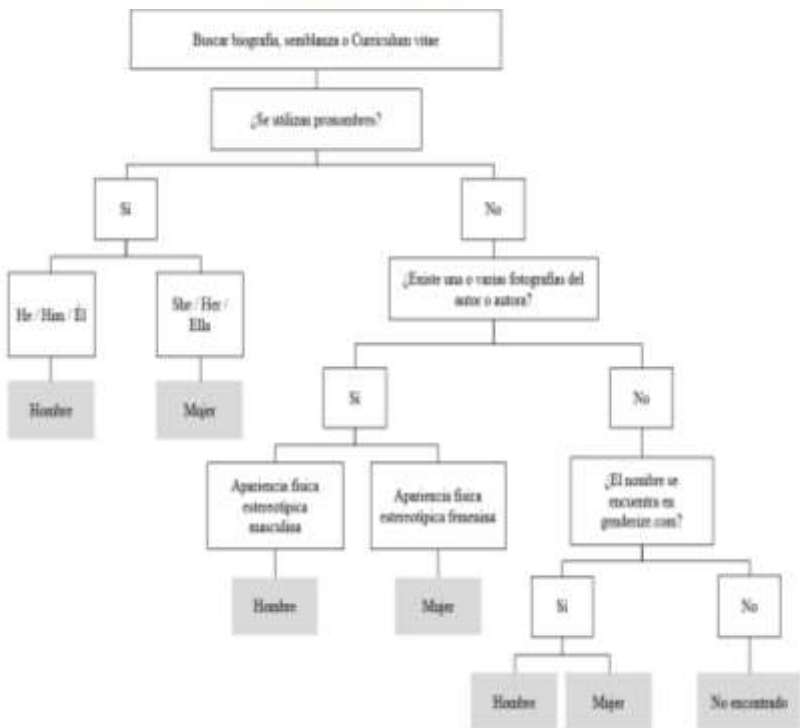 Buscar biografía, semblanza o Curriculum vitae
¿Se utilizan pronombres?
Sí
No
He / Him / Él
She / Her /
Ella
¿Existe una o varias fotografías del
autor o autora?
Hombre
Mujer
Sí
No
Apariencia física
estereotípica
masculina
Apariencia física
estereotípica femenina
¿El nombre se
encuentra en
genderize.com?
Hombre
Mujer
Sí
No
Hombre
Mujer
No encontrado